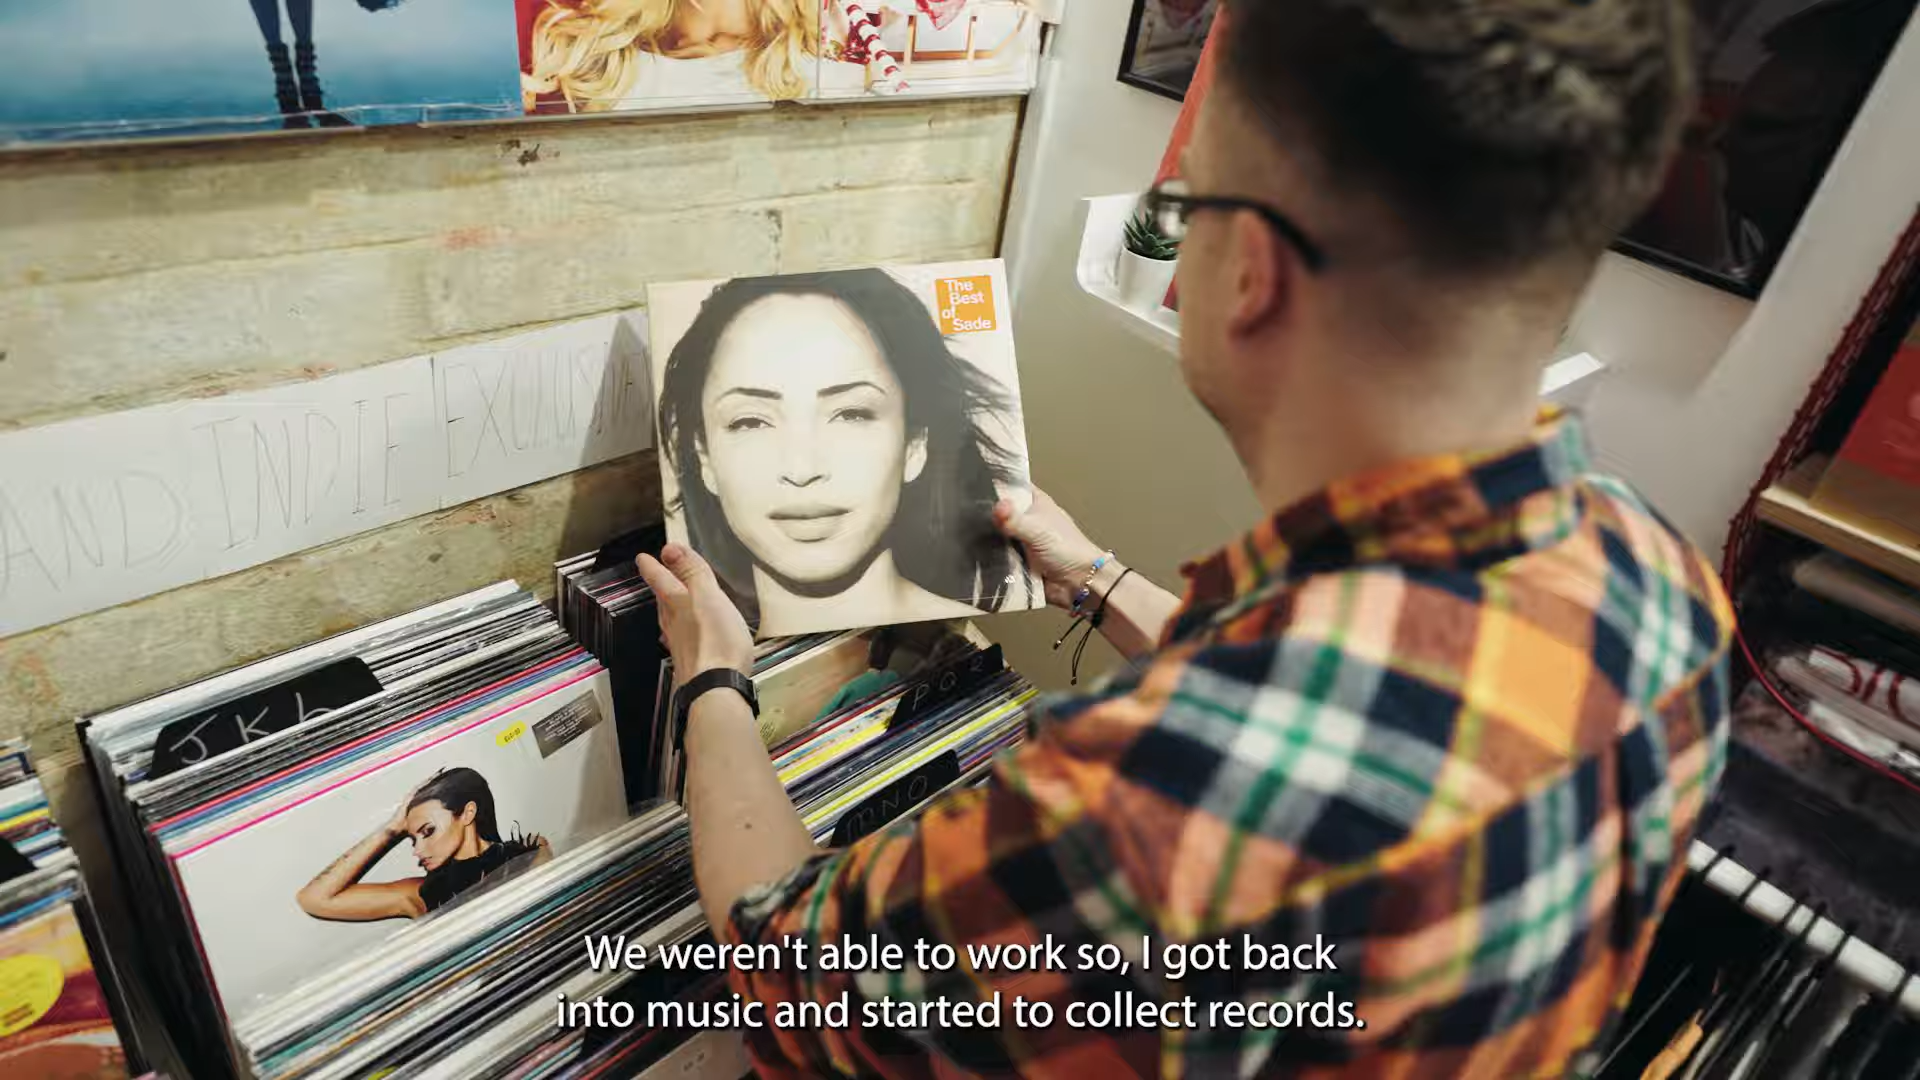 The
Best
of
Sade
AND INDIE EXCLUSIV
JKL
PQR
MNO
We weren't able to work so, I got back
into music and started to collect records.